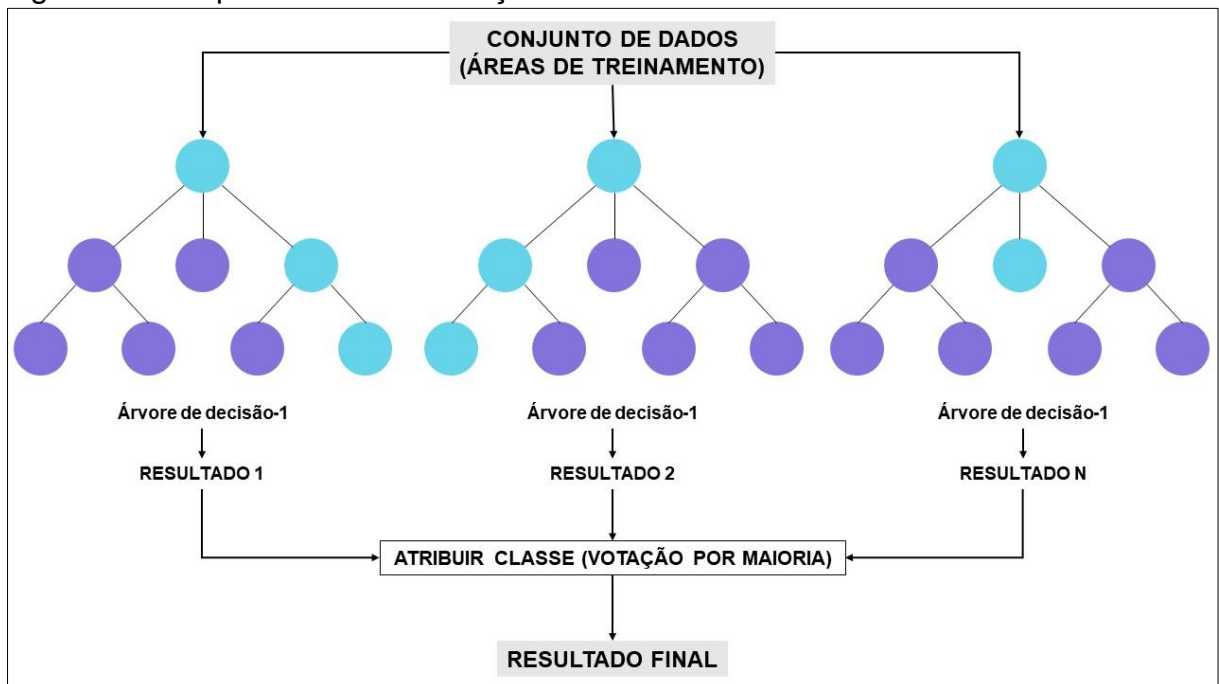 CONJUNTO DE DADOS
(ÁREAS DE TREINAMENTO)
Árvore de decisão-1
Árvore de decisão-1
Árvore de decisão-1
RESULTADO 1
RESULTADO 2
RESULTADO N
ATRIBUIR CLASSE (VOTAÇÃO POR MAIORIA)
RESULTADO FINAL